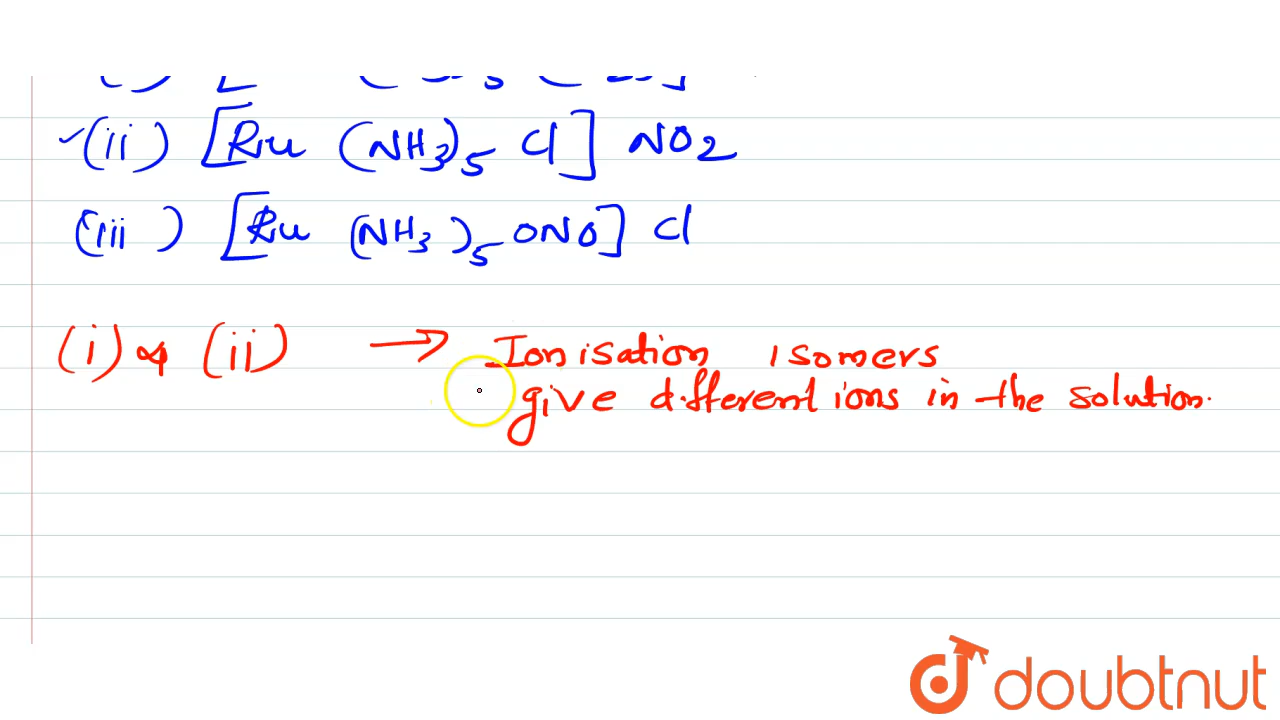 (ii) [Ru (NH3)5 Cl] NO2
(iii) [Ru (NH3)5 ONO] Cl
(i) & (ii) → Ionisation isomers
give different ions in the solution.
doubtnut